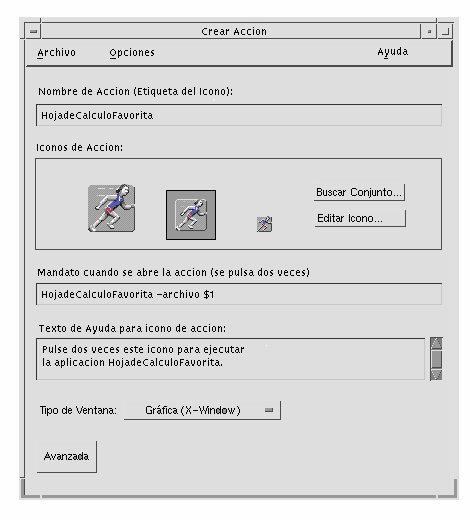 Crear Accion
Archivo Opciones Ayuda
Nombre de Accion (Etiqueta del Icono):
HojadeCalculoFavorita
Iconos de Accion:
Buscar Conjunto...
Editar Icono...
Mandato cuando se abre la accion (se pulsa dos veces)
HojadeCalculoFavorita -archivo $1
Texto de Ayuda para icono de accion:
Pulse dos veces este icono para ejecutar
la aplicacion HojadeCalculoFavorita.
Tipo de Ventana: Gráfica (X-Window)
Avanzada